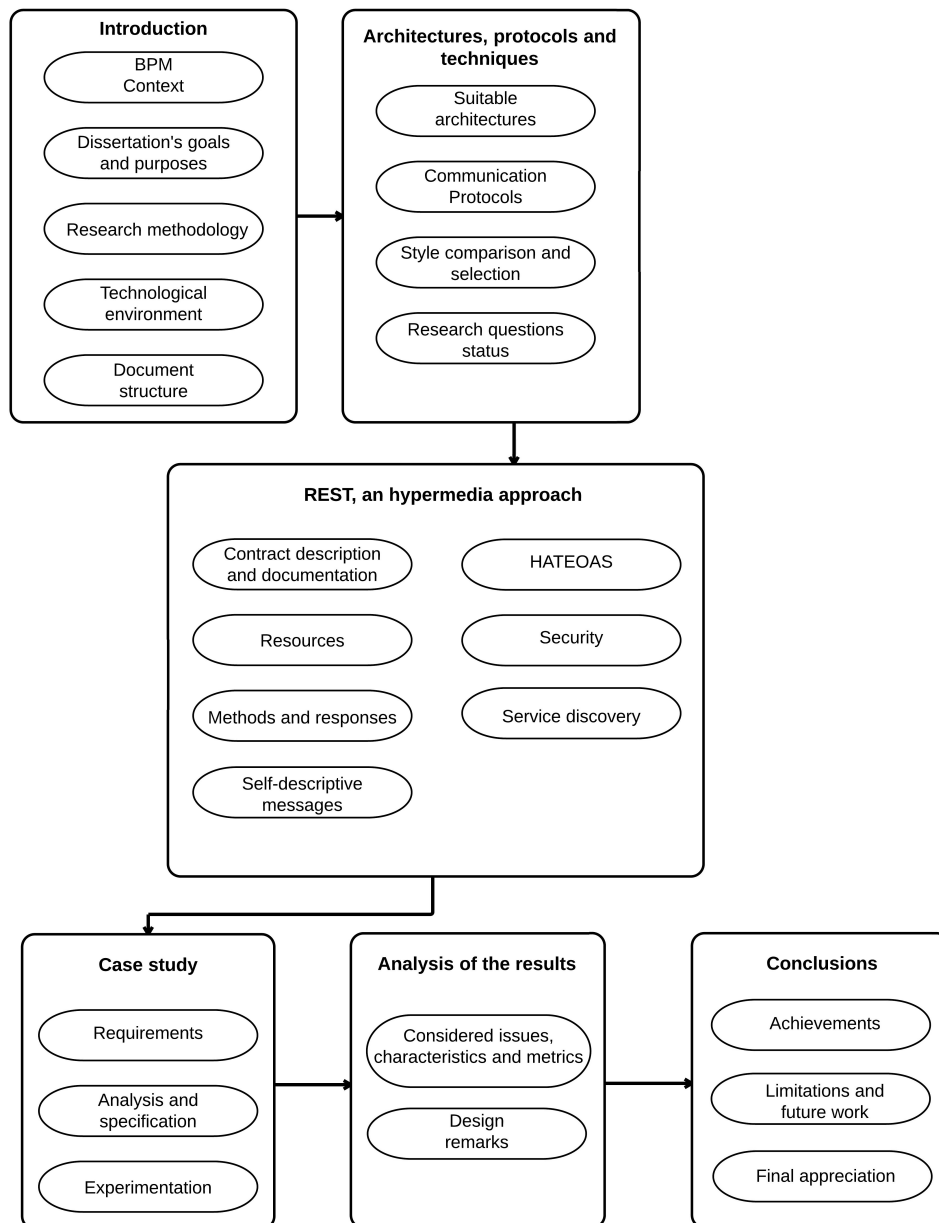 Introduction
BPM
Context
Dissertation's goals
and purposes
Research methodology
Technological
environment
Document
structure
Architectures, protocols and
techniques
Suitable
architectures
Communication
Protocols
Style comparison and
selection
Research questions
status
REST, an hypermedia approach
Contract description
and documentation
Resources
Methods and responses
Self-descriptive
messages
HATEOAS
Security
Service discovery
Case study
Requirements
Analysis and
specification
Experimentation
Analysis of the results
Considered issues,
characteristics and metrics
Design
remarks
Conclusions
Achievements
Limitations and
future work
Final appreciation